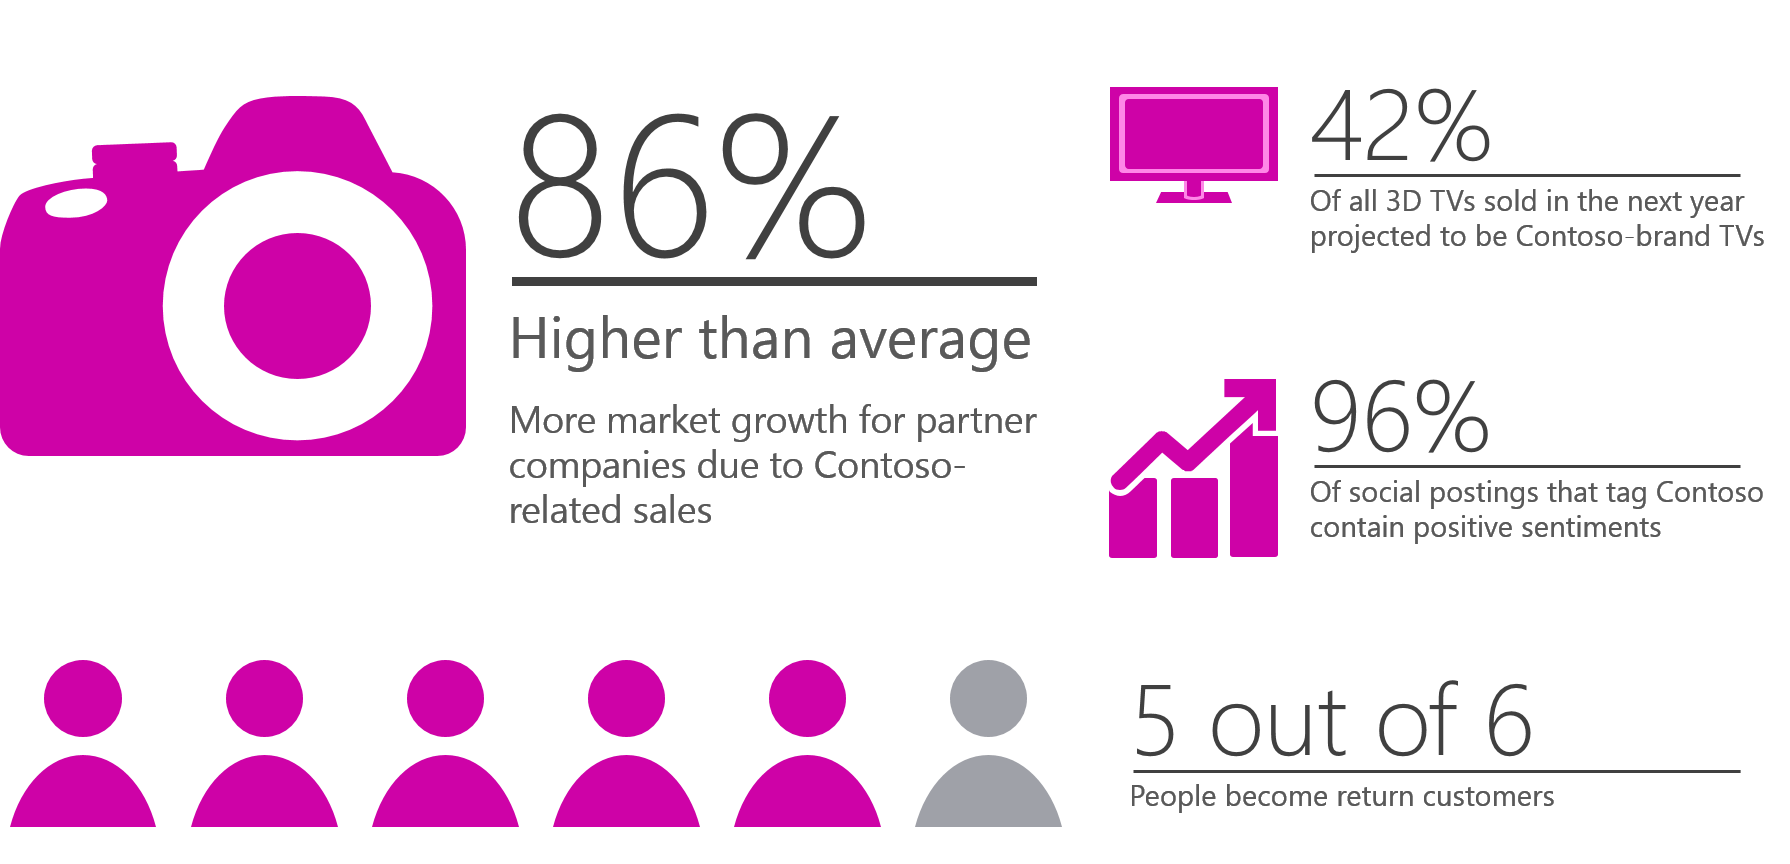 86%
Higher than average
More market growth for partner
companies due to Contoso-
related sales
42%
Of all 3D TVs sold in the next year
projected to be Contoso-brand TVs
96%
Of social postings that tag Contoso
contain positive sentiments
5 out of 6
People become return customers